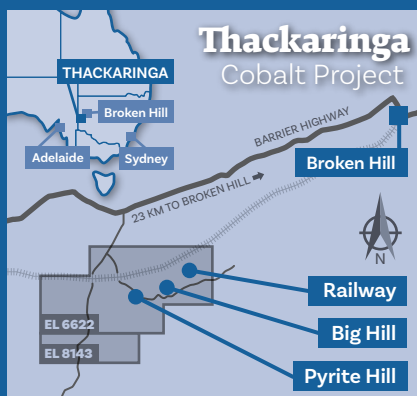 Thackaringa
Cobalt Project
THACKARINGA
Broken Hill
Adelaide
Sydney
BARRIER HIGHWAY
Broken Hill
23 KM TO BROKEN HILL
N
Railway
EL 6622
Big Hill
EL 8143
Pyrite Hill